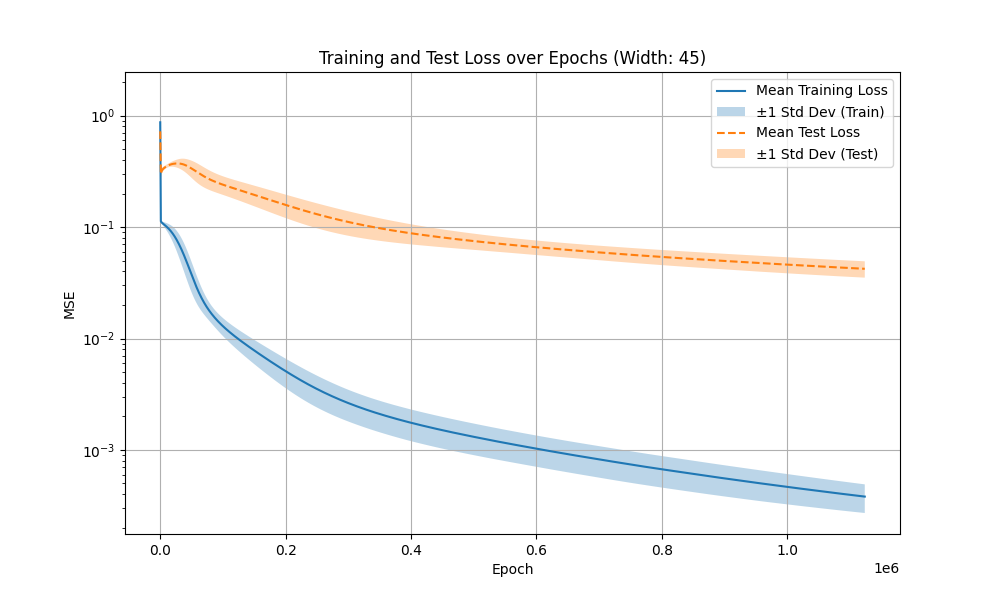 Training and Test Loss over Epochs (Width: 45)
Mean Training Loss
±1 Std Dev (Train)
Mean Test Loss
±1 Std Dev (Test)
MSE
10⁰
10⁻¹
10⁻²
10⁻³
0.0 0.2 0.4 0.6 0.8 1.0
1e6
Epoch